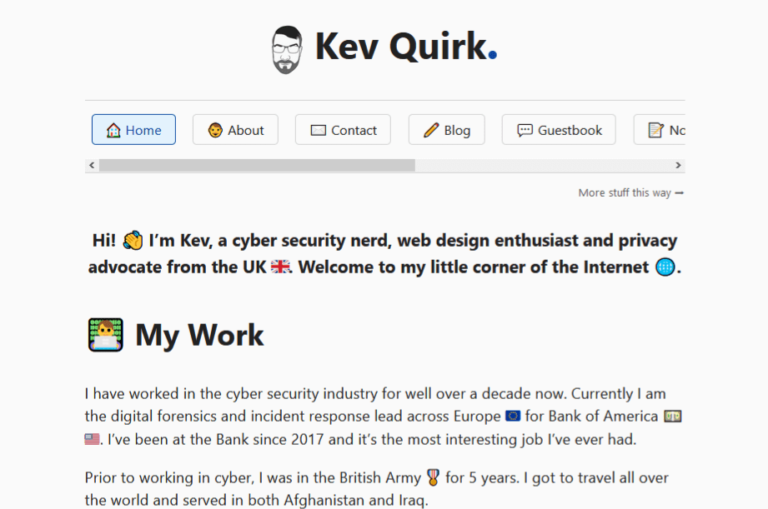 Kev Quirk.
Home About Contact Blog Guestbook No
More stuff this way ➞
Hi! 👋 I’m Kev, a cyber security nerd, web design enthusiast and privacy
advocate from the UK 🇬🇧. Welcome to my little corner of the Internet 🌐.
My Work
I have worked in the cyber security industry for well over a decade now. Currently I am
the digital forensics and incident response lead across Europe 🇪🇺 for Bank of America 💵
🇺🇸. I’ve been at the Bank since 2017 and it’s the most interesting job I’ve ever had.
Prior to working in cyber, I was in the British Army 🎖 for 5 years. I got to travel all over
the world and served in both Afghanistan and Iraq.